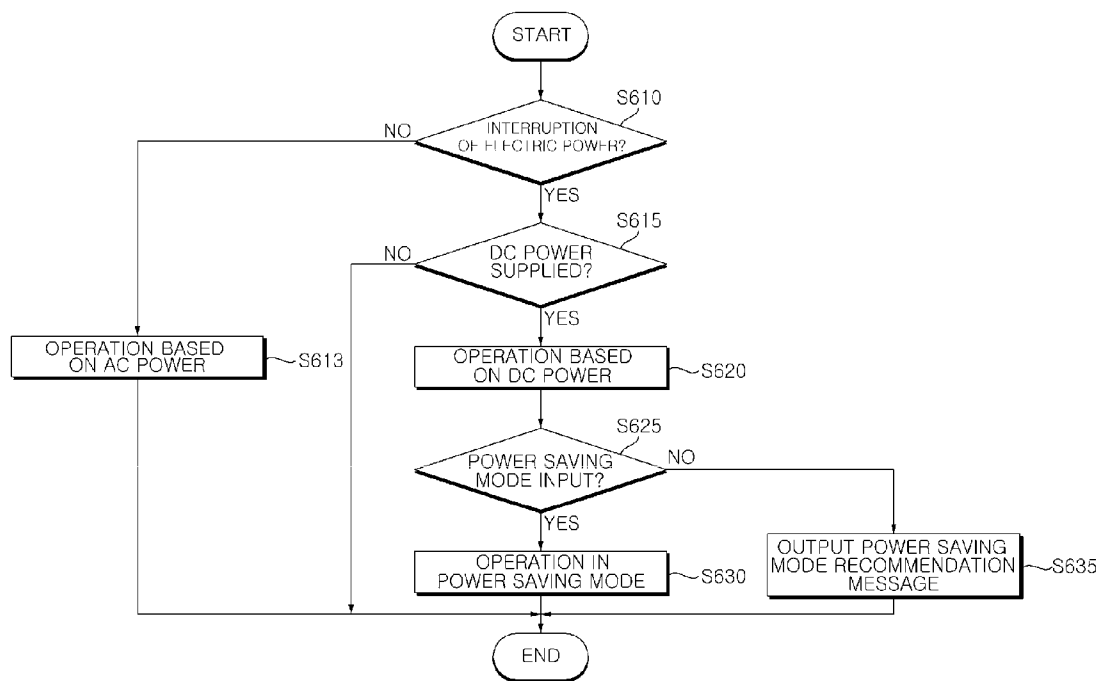 START
S610
INTERRUPTION
OF ELECTRIC POWER?
NO
YES
S615
DC POWER
SUPPLIED?
NO
YES
OPERATION BASED
ON AC POWER
S613
OPERATION BASED
ON DC POWER
S620
S625
POWER SAVING
MODE INPUT?
NO
YES
OPERATION IN
POWER SAVING MODE
S630
OUTPUT POWER SAVING
MODE RECOMMENDATION
MESSAGE
S635
END